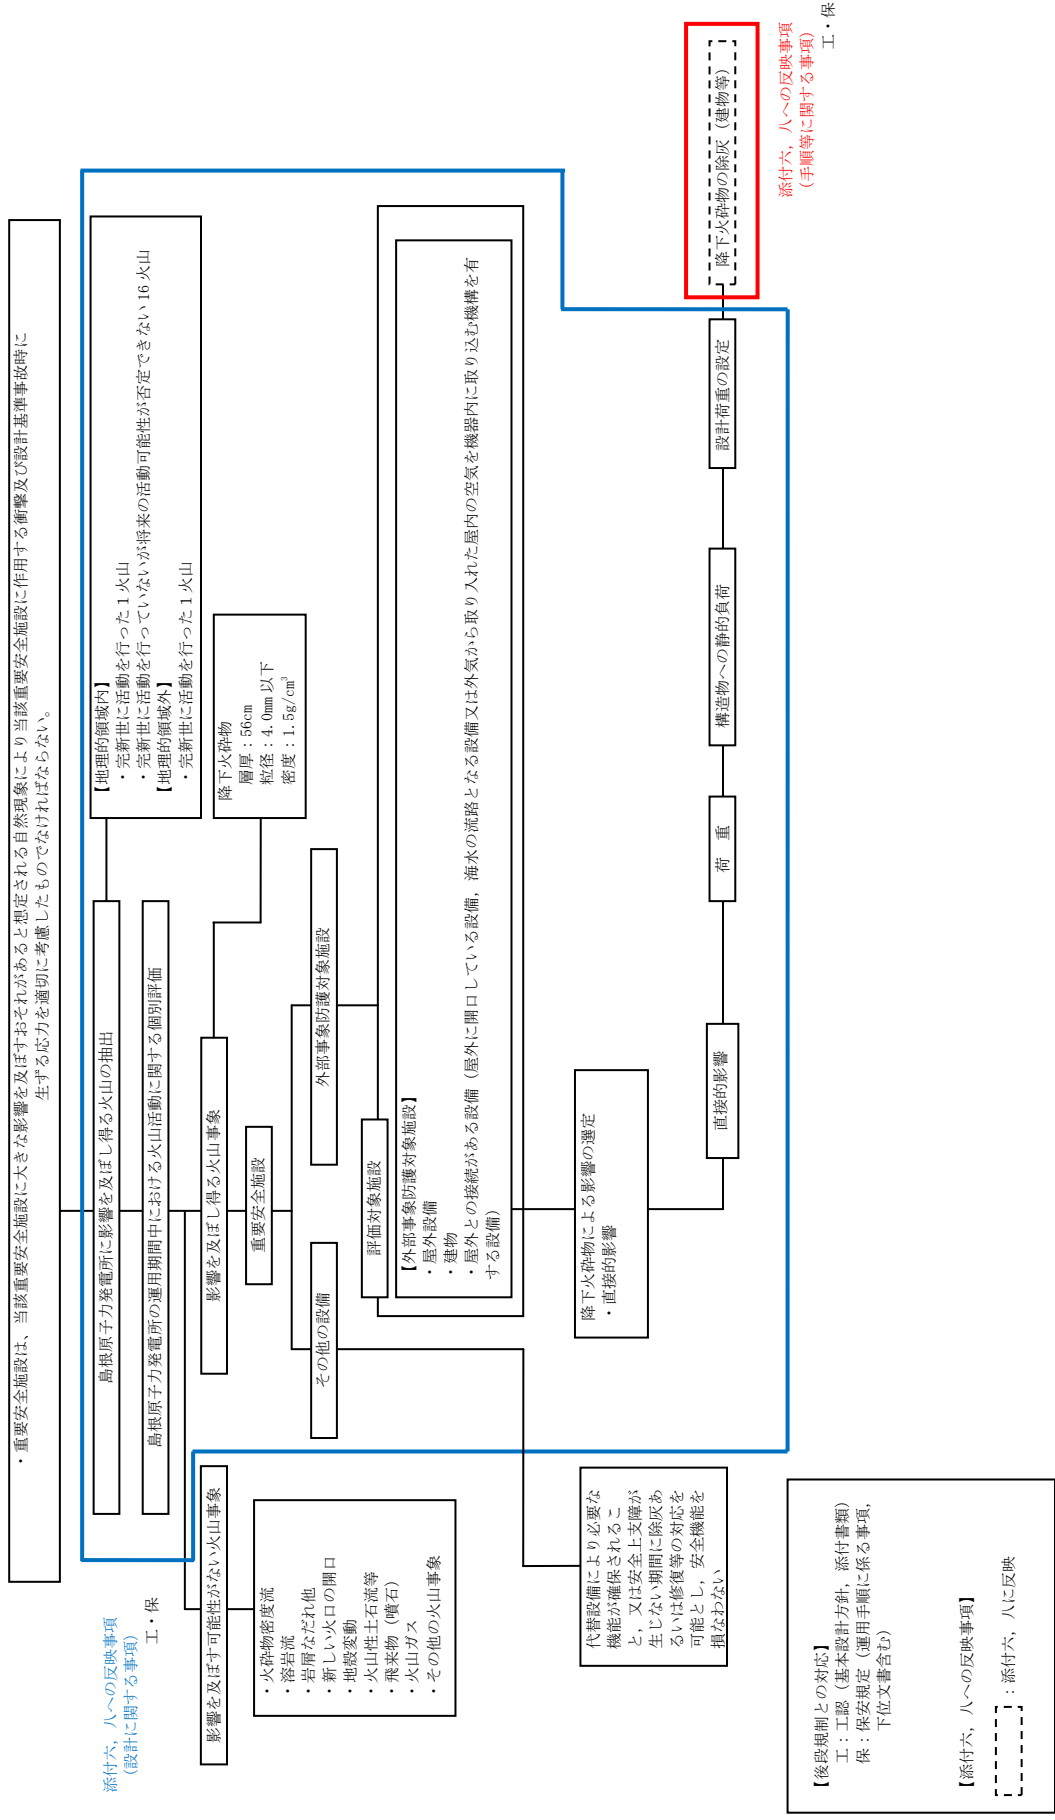 ・重要安全施設は、当該重要安全施設に大きな影響を及ぼすおそれがあると想定される自然現象により当該重要安全施設に作用する衝撃及び設計基準事故時に
生ずる応力を適切に考慮したものでなければならない。
添付六，八への反映事項
（設計に関する事項）
工・保
島根原子力発電所に影響を及ぼし得る火山の抽出
【地理的領域内】
・完新世に活動を行った１火山
・完新世に活動を行っていないが将来の活動可能性が否定できない 16 火山
【地理的領域外】
・完新世に活動を行った１火山
島根原子力発電所の運用期間中における火山活動に関する個別評価
影響を及ぼす可能性がない火山事象
・火砕物密度流
・溶岩流
・岩屑なだれ他
・新しい火口の開口
・地殻変動
・火山性土石流等
・飛来物（噴石）
・火山ガス
・その他の火山事象
影響を及ぼし得る火山事象
降下火砕物
層厚：56cm
粒径：4.0mm 以下
密度：1.5g/cm³
重要安全施設
その他の設備
外部事象防護対象施設
評価対象施設
【外部事象防護対象施設】
・屋外設備
・建物
・屋外との接続がある設備（屋外に開口している設備，海水の流路となる設備又は外気から取り入れた屋内の空気を機器内に取り込む機構を有
する設備）
代替設備により必要な
機能が確保されるこ
と，又は安全上支障が
生じない期間に除灰あ
るいは修復等の対応を
可能とし，安全機能を
損なわない
降下火砕物による影響の選定
・直接的影響
直接的影響
荷　重
構造物への静的負荷
設計荷重の設定
降下火砕物の除灰（建物等）
添付六，八への反映事項
（手順等に関する事項）
工・保
【後段規制との対応】
工：工認（基本設計方針，添付書類）
保：保安規定（運用手順に係る事項，
下位文書含む）
【添付六，八への反映事項】
：添付六，八に反映